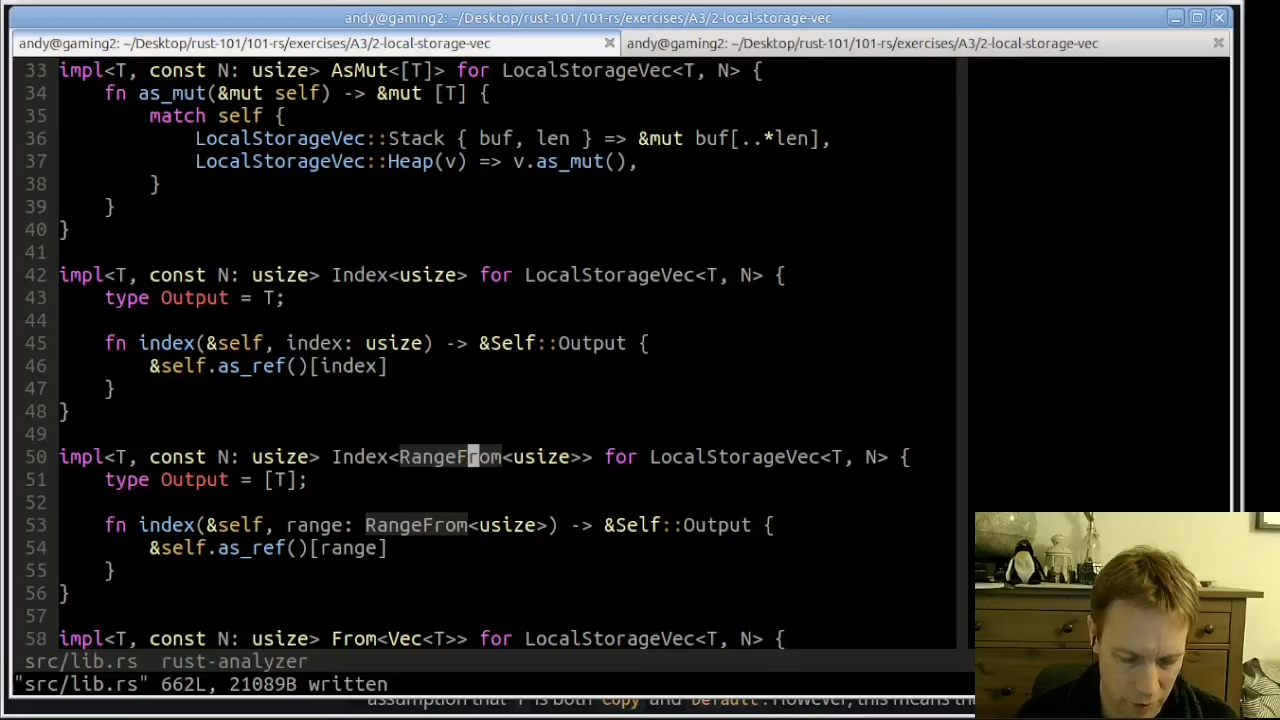 andy@gaming2: ~/Desktop/rust-101/101-rs/exercises/A3/2-local-storage-vec
andy@gaming2: ~/Desktop/rust-101/101-rs/exercises/A3/2-local-storage-vec
andy@gaming2: ~/Desktop/rust-101/101-rs/exercises/A3/2-local-storage-vec
33 impl<T, const N: usize> AsMut<[T]> for LocalStorageVec<T, N> {
34     fn as_mut(&mut self) -> &mut [T] {
35         match self {
36             LocalStorageVec::Stack { buf, len } => &mut buf[..*len],
37             LocalStorageVec::Heap(v) => v.as_mut(),
38         }
39     }
40 }
41
42 impl<T, const N: usize> Index<usize> for LocalStorageVec<T, N> {
43     type Output = T;
44
45     fn index(&self, index: usize) -> &Self::Output {
46         &self.as_ref()[index]
47     }
48 }
49
50 impl<T, const N: usize> Index<RangeFrom<usize>> for LocalStorageVec<T, N> {
51     type Output = [T];
52
53     fn index(&self, range: RangeFrom<usize>) -> &Self::Output {
54         &self.as_ref()[range]
55     }
56 }
57
58 impl<T, const N: usize> From<Vec<T>> for LocalStorageVec<T, N> {
src/lib.rs  rust-analyzer
"src/lib.rs" 662L, 21089B written
assumption that T is both Copy and Default. However, this means